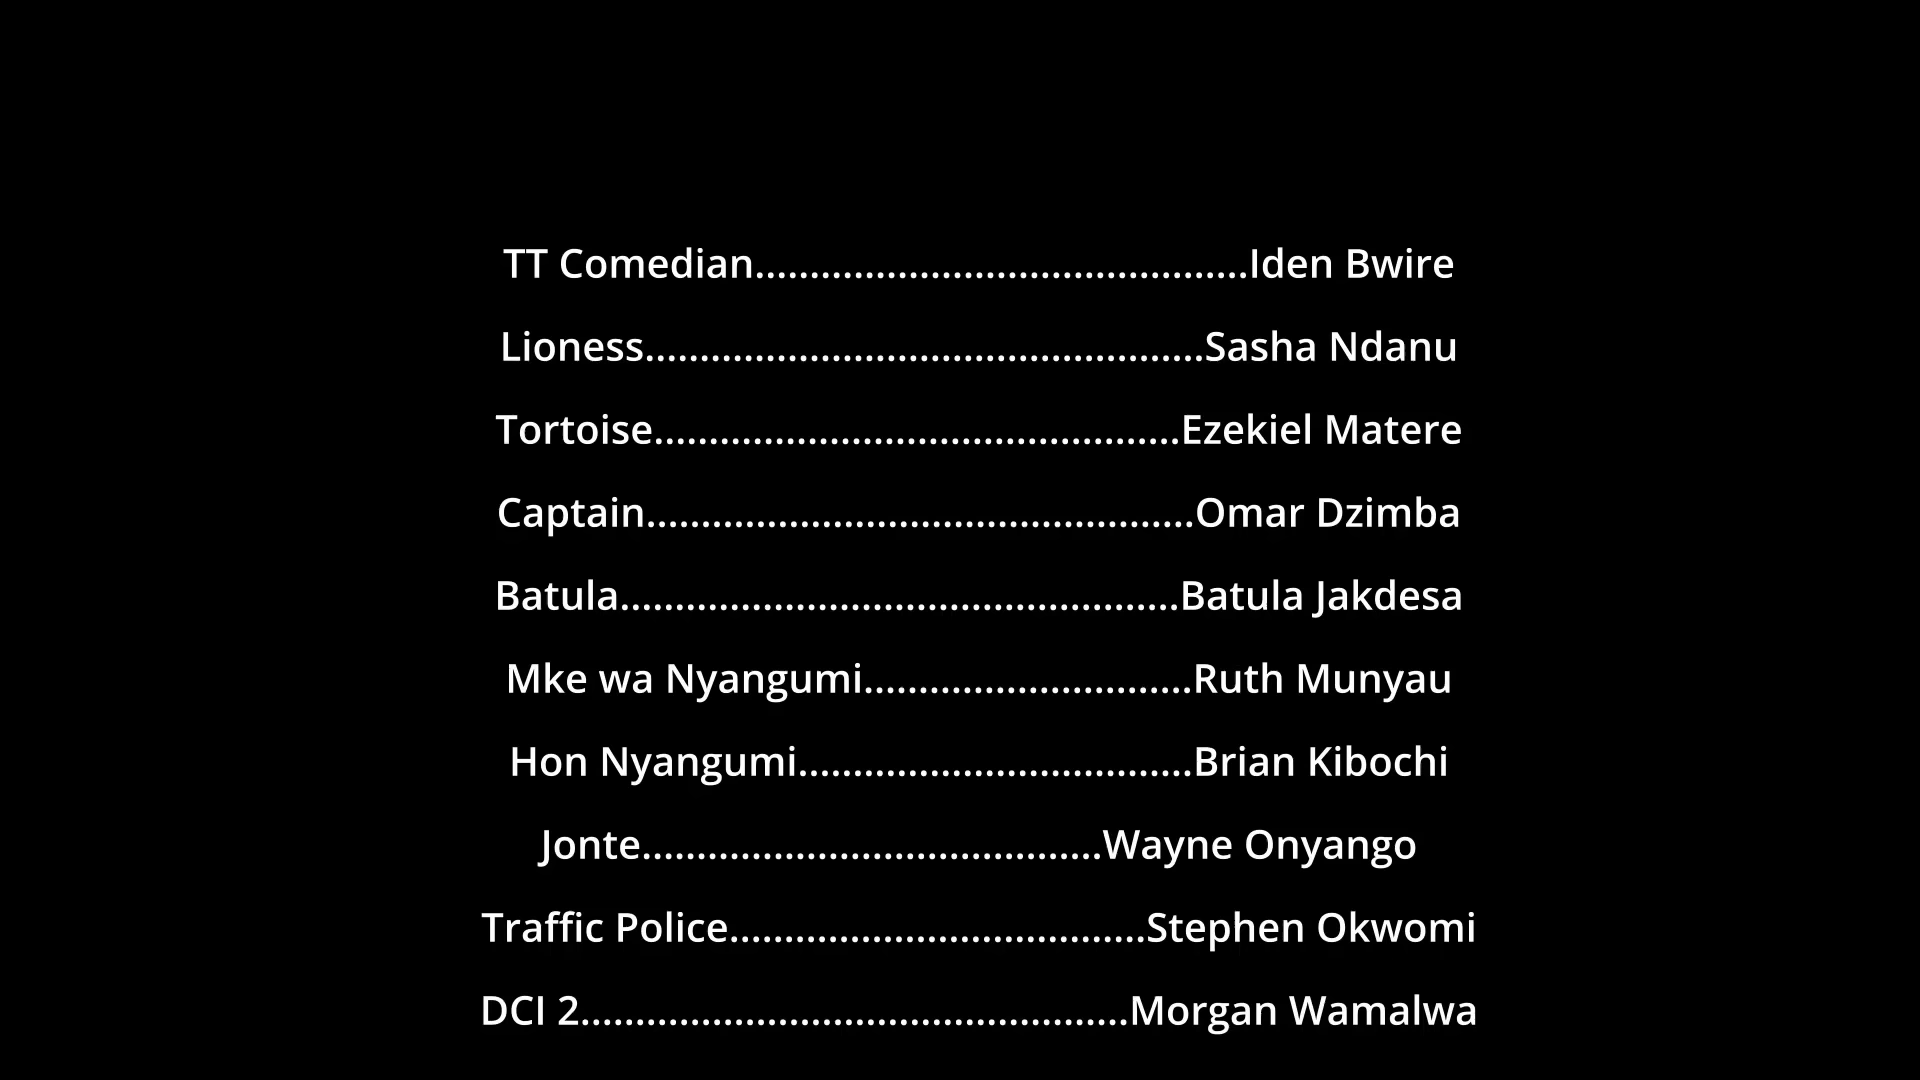 TT Comedian.............................................Iden Bwire
Lioness...................................................Sasha Ndanu
Tortoise................................................Ezekiel Matere
Captain..................................................Omar Dzimba
Batula...................................................Batula Jakdesa
Mke wa Nyangumi..............................Ruth Munyau
Hon Nyangumi....................................Brian Kibochi
Jonte..........................................Wayne Onyango
Traffic Police......................................Stephen Okwomi
DCI 2..................................................Morgan Wamalwa